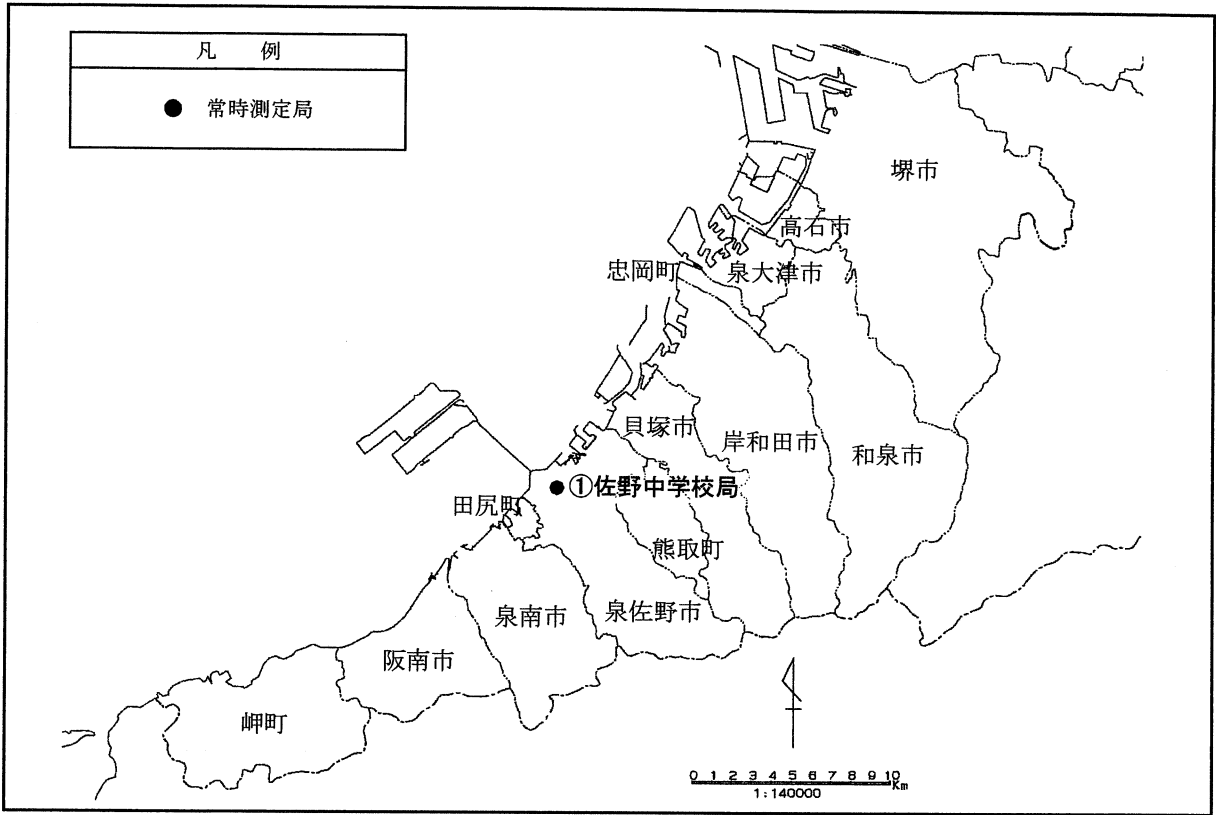 凡 例
● 常時測定局
堺市
高石市
忠岡町
泉大津市
貝塚市
岸和田市
和泉市
①佐野中学校局
田尻町
熊取町
泉南市
泉佐野市
阪南市
岬町
0 1 2 3 4 5 6 7 8 9 10
Km
1:140000